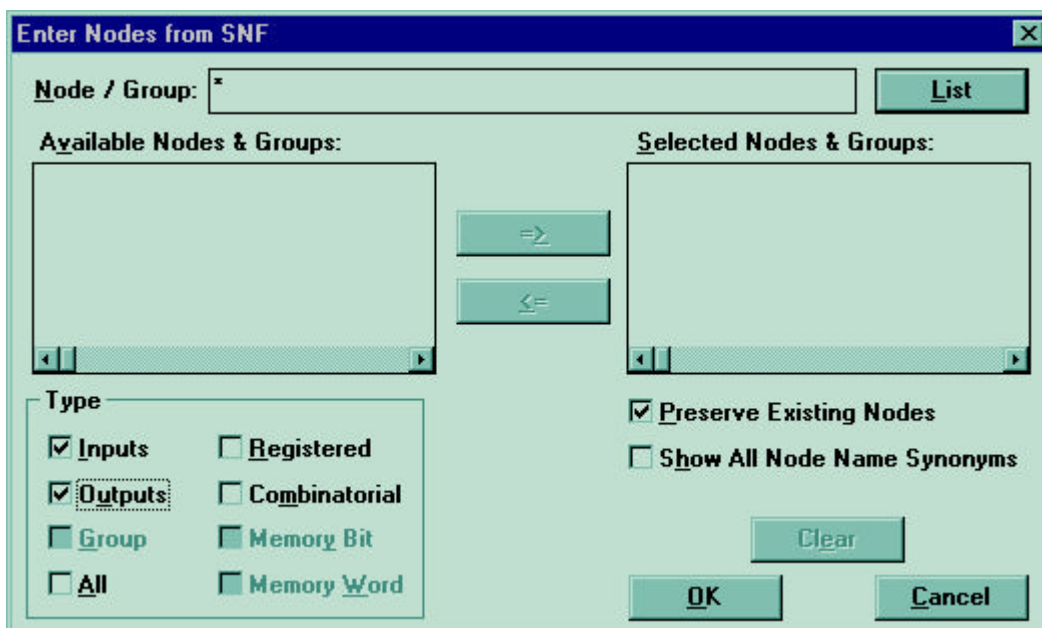 Enter Nodes from SNF
Node / Group: *
List
Available Nodes & Groups:
Selected Nodes & Groups:
=>
<=
Type
Inputs
Registered
Outputs
Combinatorial
Group
Memory Bit
All
Memory Word
Preserve Existing Nodes
Show All Node Name Synonyms
Clear
OK
Cancel